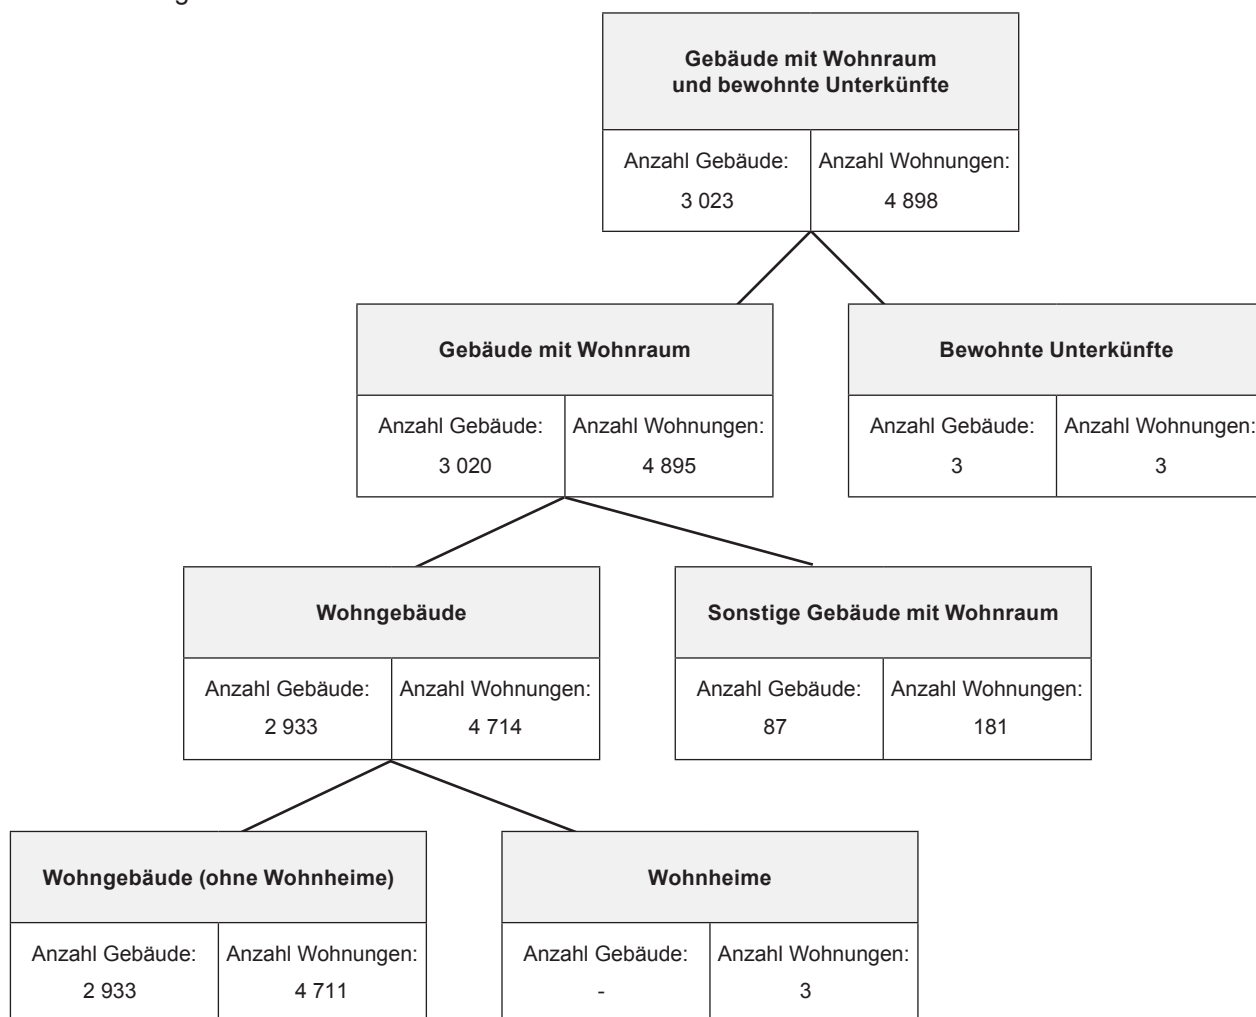 Gebäude mit Wohnraum
und bewohnte Unterkünfte
Anzahl Gebäude: Anzahl Wohnungen:
3 023 4 898
Gebäude mit Wohnraum
Bewohnte Unterkünfte
Anzahl Gebäude: Anzahl Wohnungen:
3 020 4 895
Anzahl Gebäude: Anzahl Wohnungen:
3 3
Wohngebäude
Sonstige Gebäude mit Wohnraum
Anzahl Gebäude: Anzahl Wohnungen:
2 933 4 714
Anzahl Gebäude: Anzahl Wohnungen:
87 181
Wohngebäude (ohne Wohnheime)
Wohnheime
Anzahl Gebäude: Anzahl Wohnungen:
2 933 4 711
Anzahl Gebäude: Anzahl Wohnungen:
- 3